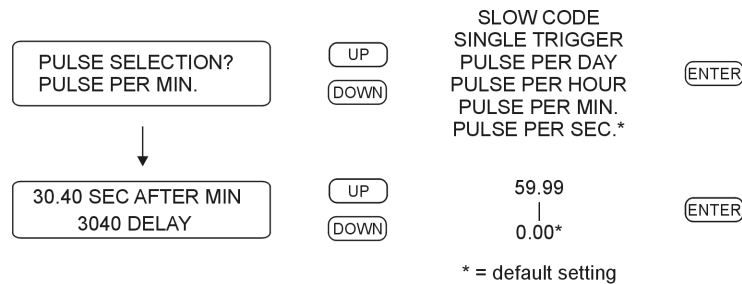 SLOW CODE
SINGLE TRIGGER
PULSE PER DAY
PULSE PER HOUR
PULSE PER MIN.
PULSE PER SEC.*
PULSE SELECTION?
PULSE PER MIN.
UP
DOWN
ENTER
30.40 SEC AFTER MIN
3040 DELAY
UP
DOWN
59.99
0.00*
ENTER
* = default setting